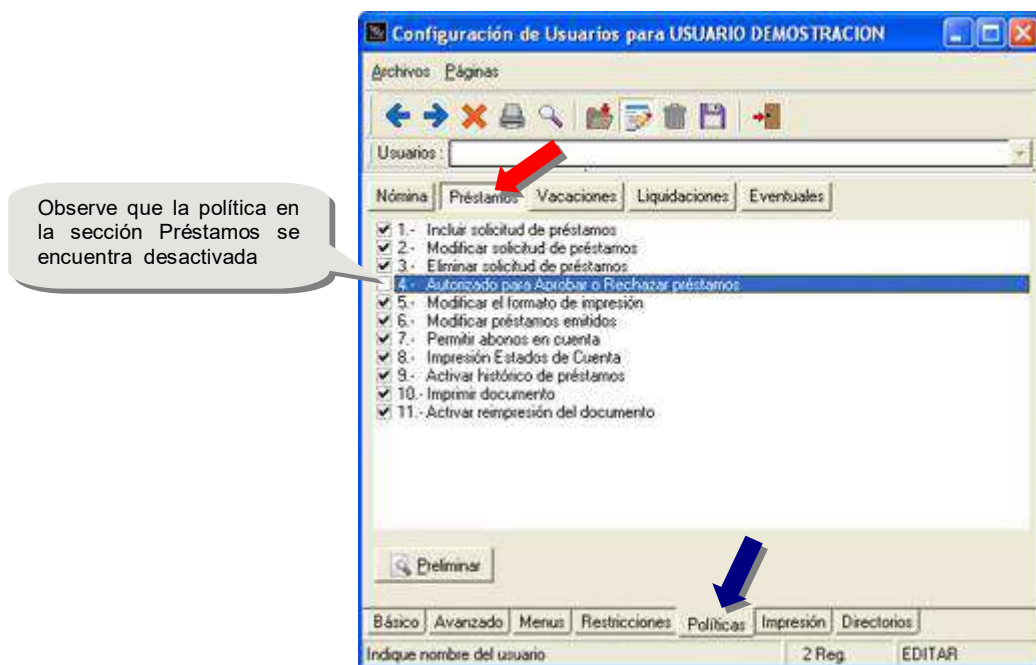 Configuración de Usuarios para USUARIO DEMOSTRACION
Archivos Páginas
Usuarios :
Nómina Préstamos Vacaciones Liquidaciones Eventuales
Observe que la política en
la sección Préstamos se
encuentra desactivada
1.- Incluir solicitud de préstamos
2.- Modificar solicitud de préstamos
3.- Eliminar solicitud de préstamos
4.- Autorizado para Aprobar o Rechazar préstamos
5.- Modificar el formato de impresión
6.- Modificar préstamos emitidos
7.- Permitir abonos en cuenta
8.- Impresión Estados de Cuenta
9.- Activar histórico de préstamos
10.- Imprimir documento
11.- Activar reimpresión del documento
Preliminar
Básico Avanzado Menus Restricciones Políticas Impresión Directorios
Indique nombre del usuario 2 Reg. EDITAR